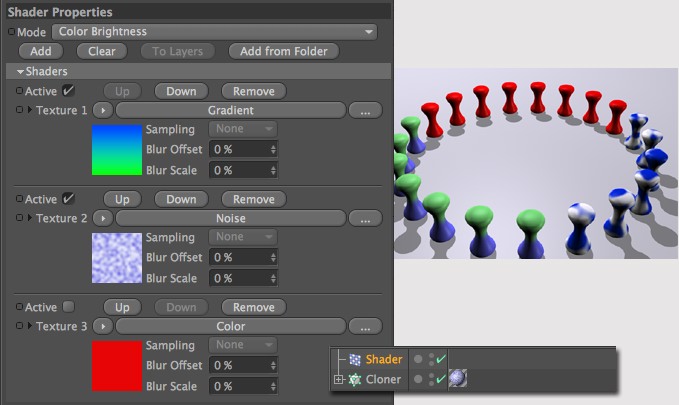 Shader Properties
Mode Color Brightness
Add Clear To Layers Add from Folder
Shaders
Active Up Down Remove
Texture 1 Gradient ...
Sampling None
Blur Offset 0 %
Blur Scale 0 %
Active Up Down Remove
Texture 2 Noise ...
Sampling None
Blur Offset 0 %
Blur Scale 0 %
Active Up Down Remove
Texture 3 Color ...
Sampling None
Blur Offset 0 %
Blur Scale 0 %
Shader
Cloner